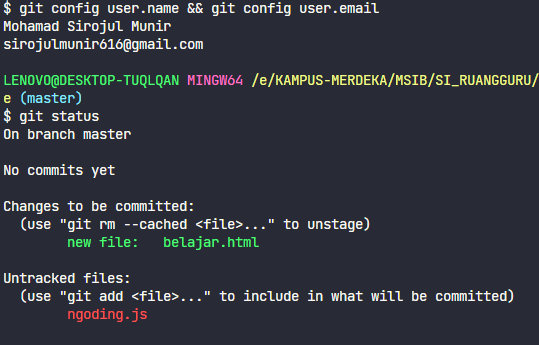 $ git config user.name && git config user.email
Mohamad Sirojul Munir
sirojulmunir616@gmail.com
LENOVO@DESKTOP-TUQLQAN MINGW64 /e/KAMPUS-MERDEKA/MSIB/SI_RUANGGURU/
e (master)
$ git status
On branch master
No commits yet
Changes to be committed:
(use "git rm --cached <file>..." to unstage)
new file:   belajar.html
Untracked files:
(use "git add <file>..." to include in what will be committed)
ngoding.js